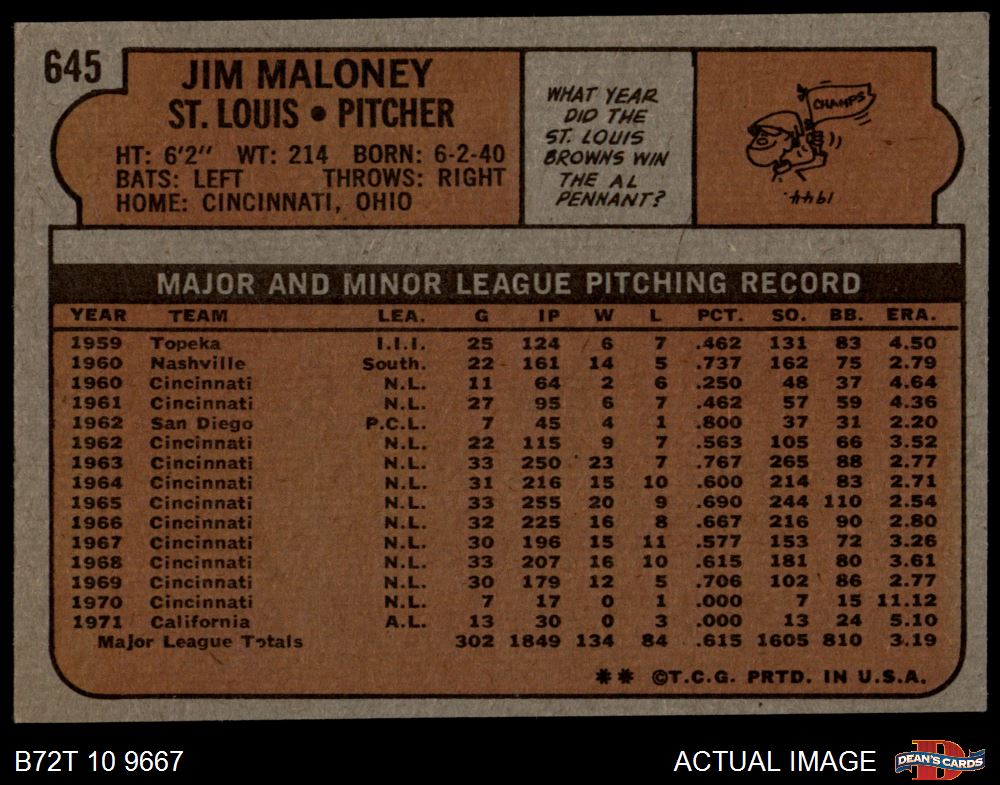 645
JIM MALONEY
ST. LOUIS • PITCHER
HT: 6'2" WT: 214 BORN: 6-2-40
BATS: LEFT THROWS: RIGHT
HOME: CINCINNATI, OHIO
WHAT YEAR
DID THE
ST. LOUIS
BROWNS WIN
THE AL
PENNANT?
CHAMPS
1944.
MAJOR AND MINOR LEAGUE PITCHING RECORD
YEAR TEAM LEA. G IP W L PCT. SO. BB. ERA.
1959 Topeka I.I.I. 25 124 6 7 .462 131 83 4.50
1960 Nashville South. 22 161 14 5 .737 162 75 2.79
1960 Cincinnati N.L. 11 64 2 6 .250 48 37 4.64
1961 Cincinnati N.L. 27 95 6 7 .462 57 59 4.36
1962 San Diego P.C.L. 7 45 4 1 .800 37 31 2.20
1962 Cincinnati N.L. 22 115 9 7 .563 105 66 3.52
1963 Cincinnati N.L. 33 250 23 7 .767 265 88 2.77
1964 Cincinnati N.L. 31 216 15 10 .600 214 83 2.71
1965 Cincinnati N.L. 33 255 20 9 .690 244 110 2.54
1966 Cincinnati N.L. 32 225 16 8 .667 216 90 2.80
1967 Cincinnati N.L. 30 196 15 11 .577 153 72 3.26
1968 Cincinnati N.L. 33 207 16 10 .615 181 80 3.61
1969 Cincinnati N.L. 30 179 12 5 .706 102 86 2.77
1970 Cincinnati N.L. 7 17 0 1 .000 7 15 11.12
1971 California A.L. 13 30 0 3 .000 13 24 5.10
Major League Totals 302 1849 134 84 .615 1605 810 3.19
** ©T.C.G. PRTD. IN U.S.A.
B72T 10 9667
ACTUAL IMAGE
DEAN'S CARDS